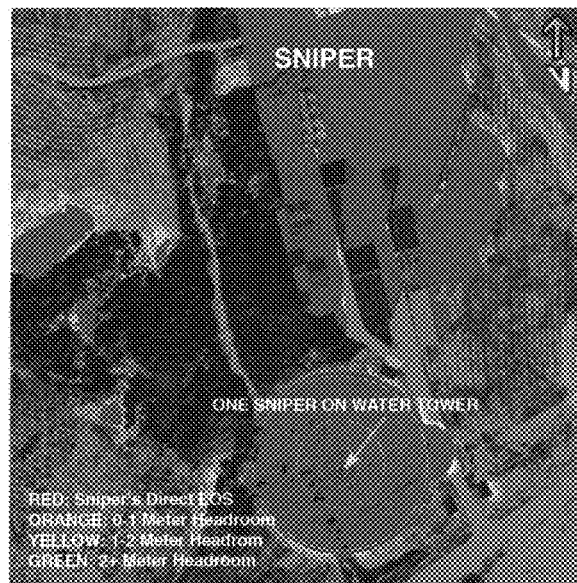 SNIPER
N
ONE SNIPER ON WATER TOWER
RED: Sniper's Direct LOS
ORANGE: 0-1 Meter Headroom
YELLOW: 1-2 Meter Headrom
GREEN: 2+ Meter Headroom